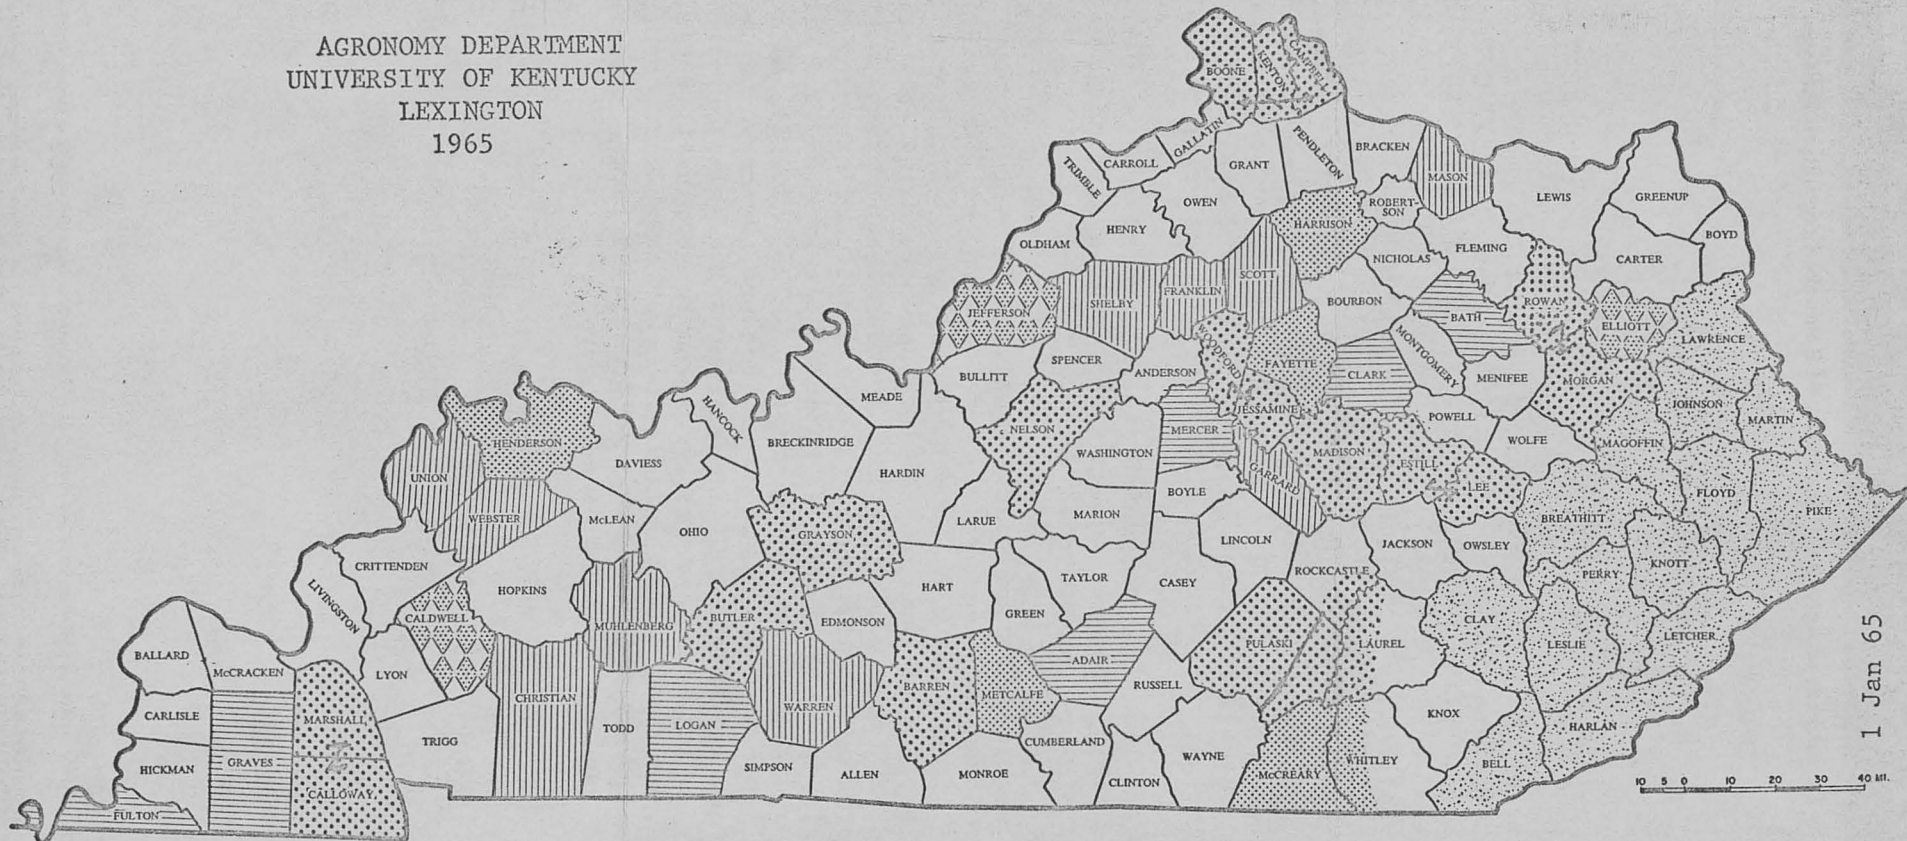 AGRONOMY DEPARTMENT
UNIVERSITY OF KENTUCKY
LEXINGTON
1965
BOONE
KENTON
CAMPBELL
GALLATIN
CARROLL
TRIMBLE
GRANT
PENDLETON
BRACKEN
MASON
LEWIS
GREENUP
BOYD
OWEN
ROBERT-
SON
HARRISON
HENRY
OLDHAM
FLEMING
NICHOLAS
CARTER
SCOTT
FRANKLIN
SHELBY
JEFFERSON
BOURBON
BATH
ROWAN
ELLIOTT
LAWRENCE
WOODFORD
FAYETTE
MONTGOMERY
SPENCER
ANDERSON
CLARK
MENIFEE
MORGAN
BULLITT
MEADE
HANCOCK
NELSON
JESSAMINE
POWELL
JOHNSON
MARTIN
MERCER
WOLFE
MAGOFFIN
HENDERSON
BRECKINRIDGE
WASHINGTON
MADISON
ESTILL
LEE
DAVIESS
HARDIN
GARRARD
UNION
BOYLE
FLOYD
PIKE
WEBSTER
McLEAN
OHIO
GRAYSON
LARUE
MARION
BREATHITT
LINCOLN
JACKSON
OWSLEY
CRITTENDEN
HOPKINS
HART
TAYLOR
CASEY
ROCKCASTLE
PERRY
KNOTT
LIVINGSTON
CALDWELL
MUHLENBERG
BUTLER
EDMONSON
GREEN
PULASKI
LAUREL
CLAY
LESLIE
LETCHER
BALLARD
McCRACKEN
LYON
CHRISTIAN
WARREN
BARREN
METCALFE
ADAIR
RUSSELL
CARLISLE
MARSHALL
TRIGG
TODD
LOGAN
KNOX
HARLAN
HICKMAN
GRAVES
CALLOWAY
SIMPSON
ALLEN
MONROE
CUMBERLAND
CLINTON
WAYNE
McCREARY
WHITLEY
BELL
FULTON
10 5 0 10 20 30 40 MI.
1 Jan 65